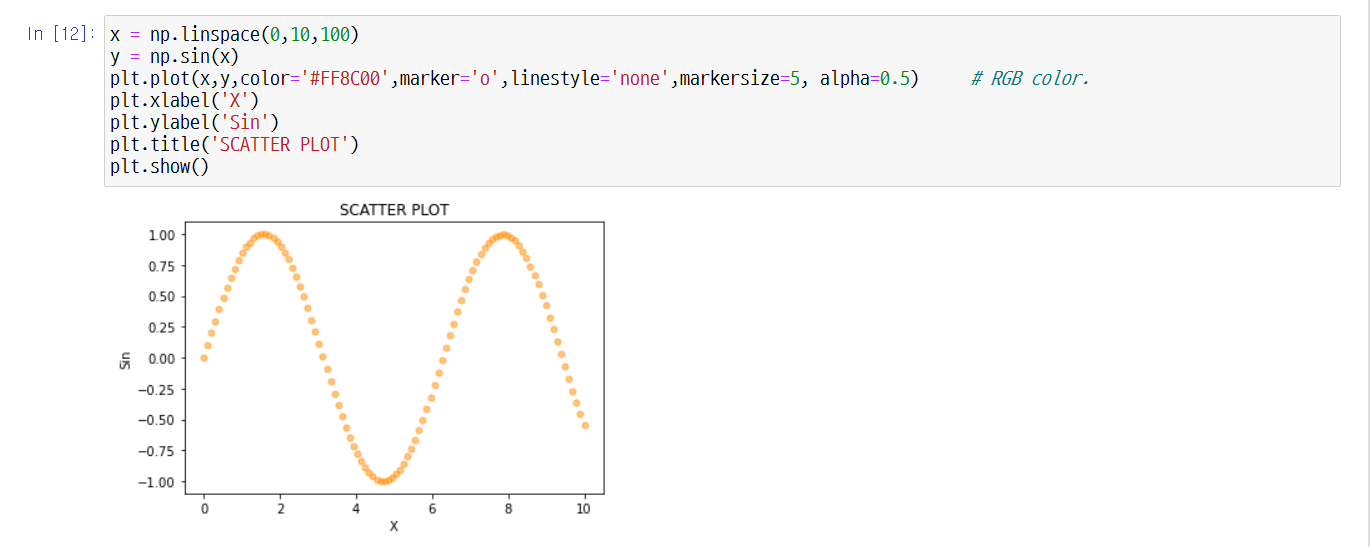 In [12]: x = np.linspace(0,10,100)
y = np.sin(x)
plt.plot(x,y,color='#FF8C00',marker='o',linestyle='none',markersize=5, alpha=0.5)     # RGB color.
plt.xlabel('X')
plt.ylabel('Sin')
plt.title('SCATTER PLOT')
plt.show()
SCATTER PLOT
1.00
0.75
0.50
0.25
0.00
−0.25
−0.50
−0.75
−1.00
Sin
0 2 4 6 8 10
X